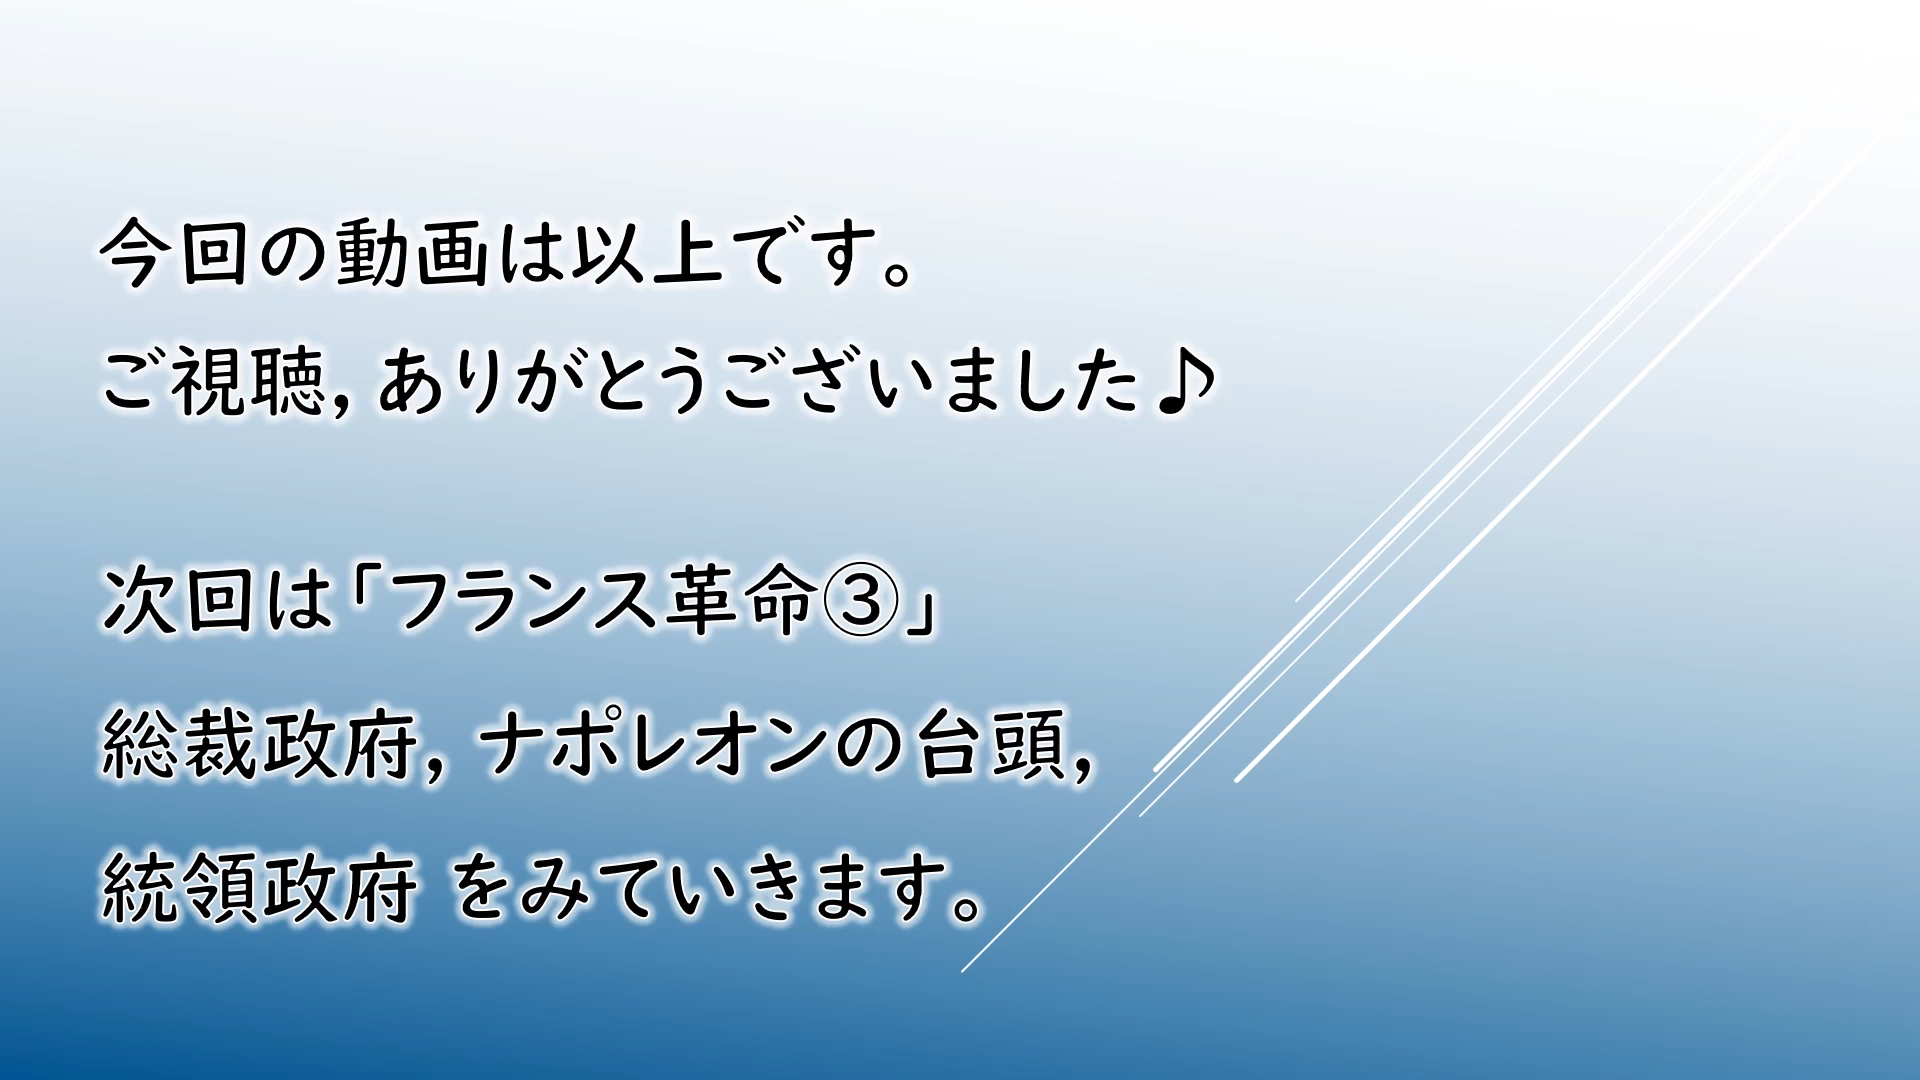 今回の動画は以上です。
ご視聴，ありがとうございました♪
次回は「フランス革命③」
総裁政府，ナポレオンの台頭，
統領政府 をみていきます。